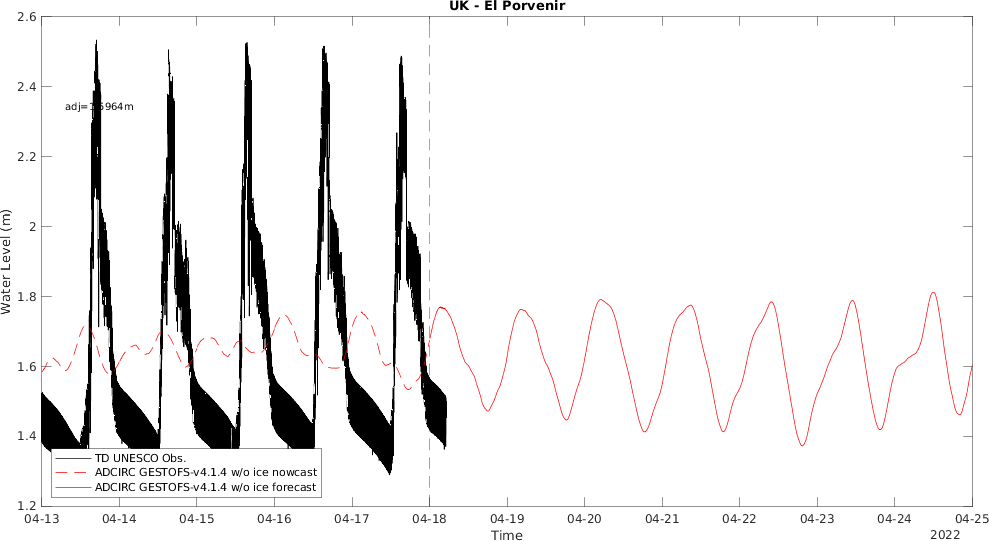 UK - El Porvenir
2.6
2.4
2.2
2
1.8
1.6
1.4
1.2
Water Level (m)
TD UNESCO Obs.
ADCIRC GESTOFS-v4.1.4 w/o ice nowcast
ADCIRC GESTOFS-v4.1.4 w/o ice forecast
04-13 04-14 04-15 04-16 04-17 04-18 04-19 04-20 04-21 04-22 04-23 04-24 04-25
Time
2022